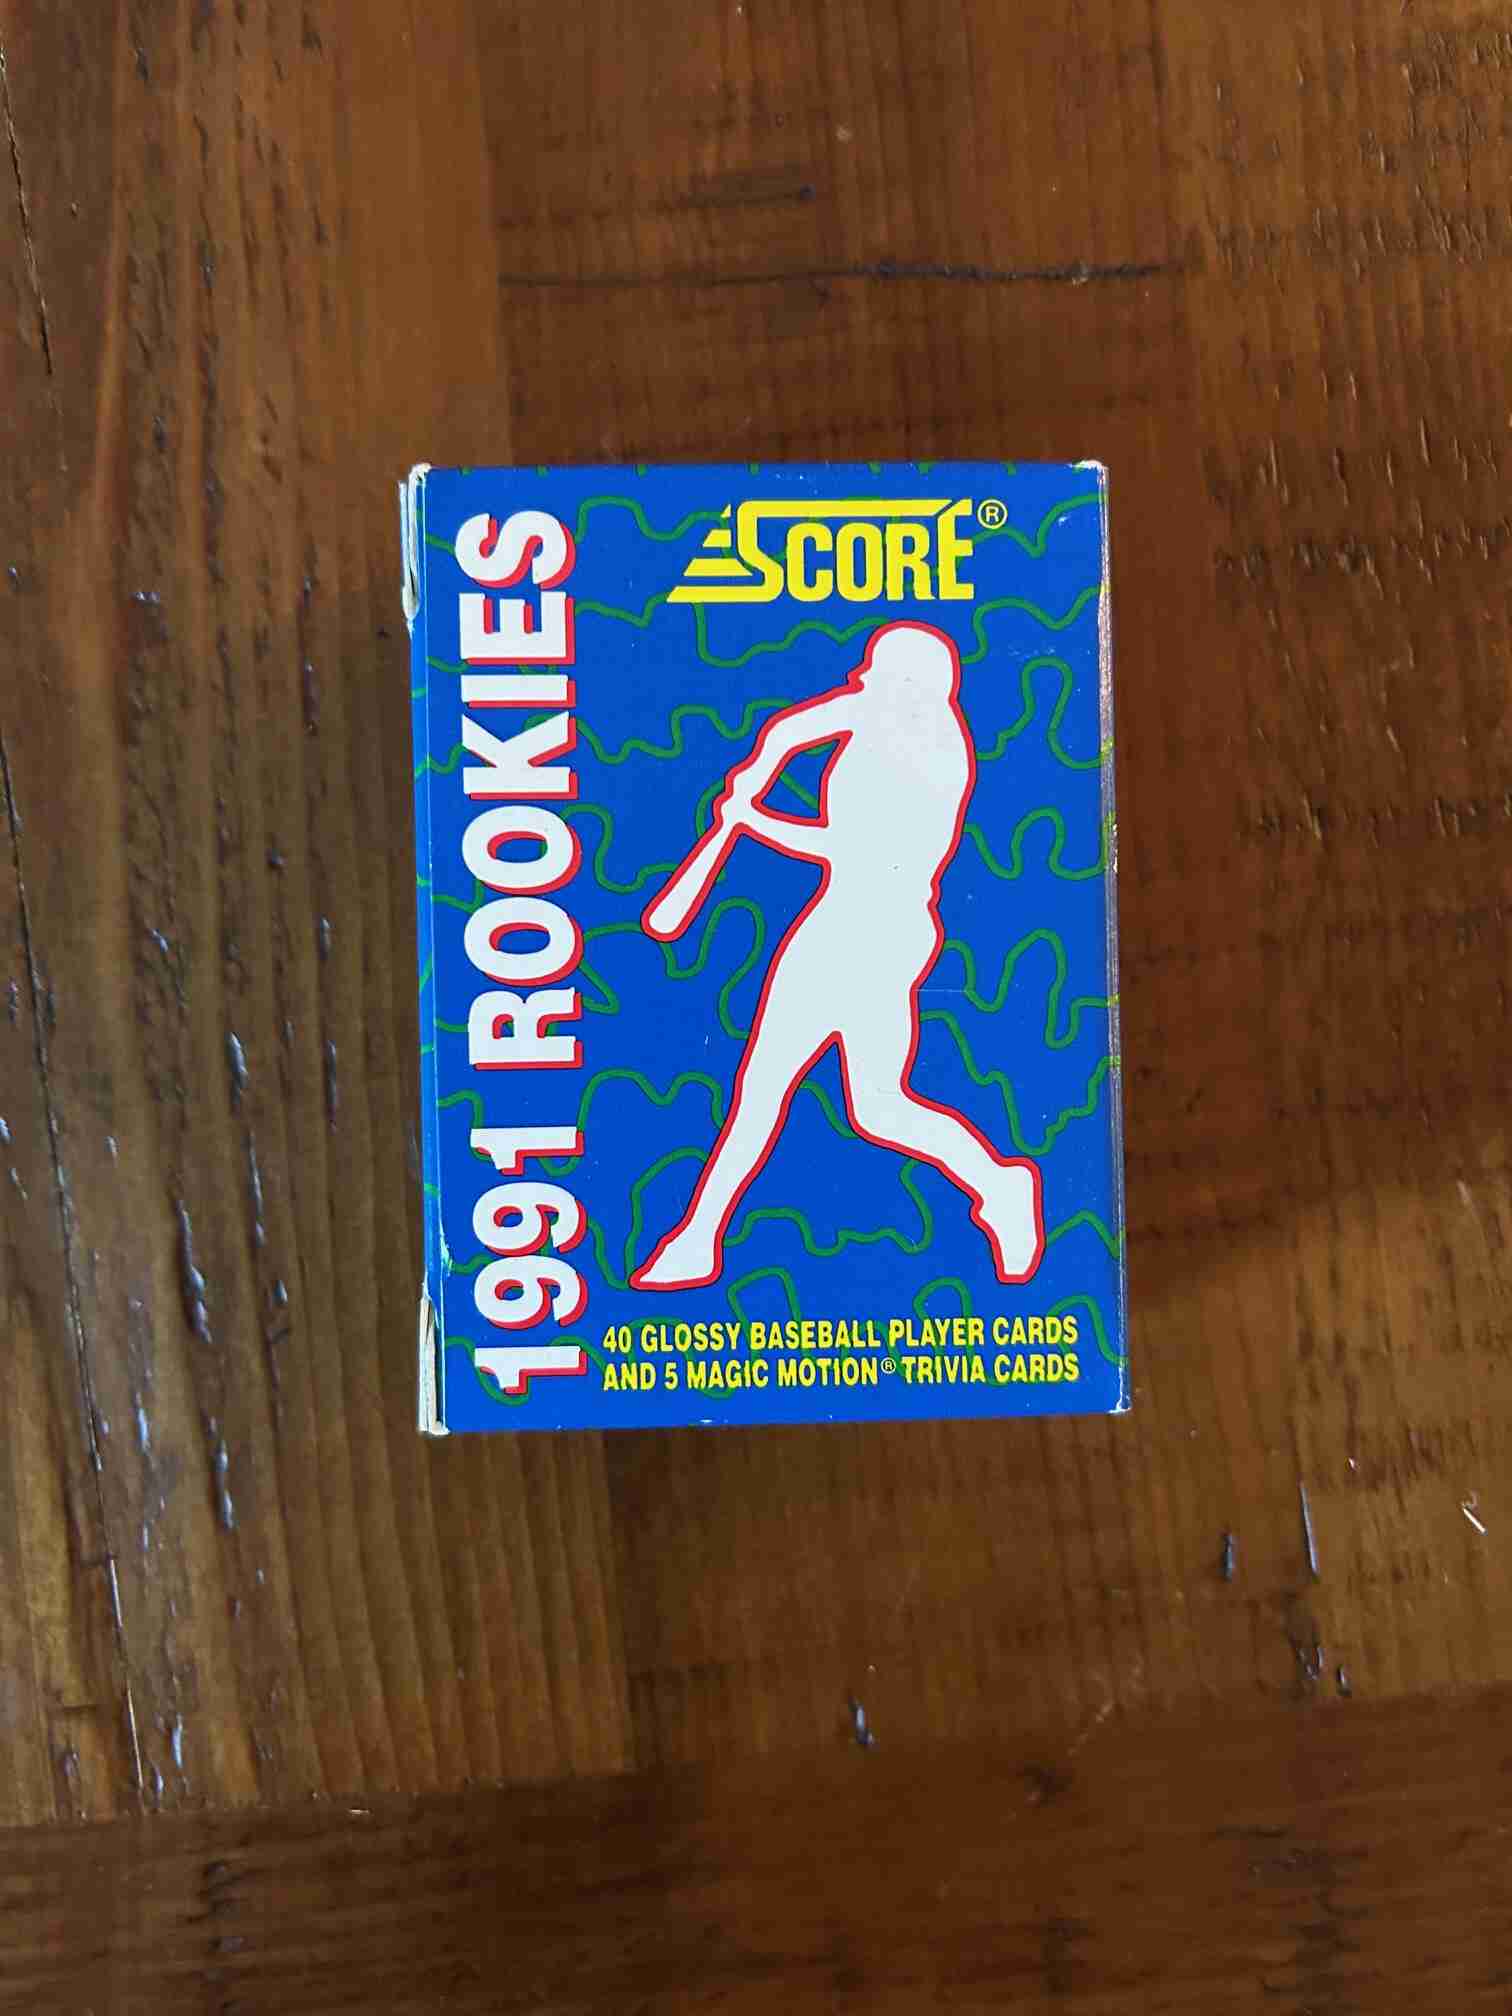 SCORE®
1991 ROOKIES
40 GLOSSY BASEBALL PLAYER CARDS
AND 5 MAGIC MOTION® TRIVIA CARDS